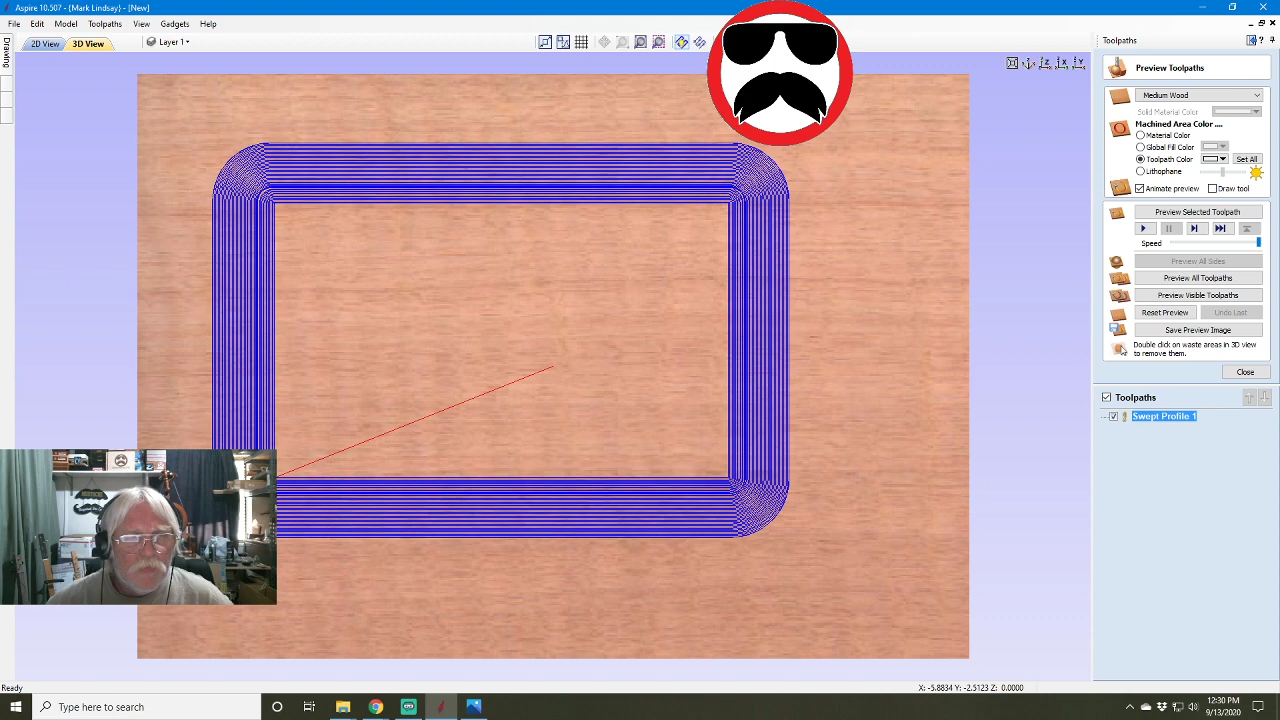 Aspire 10.507 - (Mark Lindsay) - [New]
File Edit Model Toolpaths View Gadgets Help
2D View 3D View Layer 1
Drawing
Toolpaths
Preview Toolpaths
Medium Wood
Solid Material Color
Machined Area Color ....
Material Color
Global Fill Color
Toolpath Color Set All
Lithophane
Animate preview Draw tool
Preview Selected Toolpath
Speed
Preview All Sides
Preview All Toolpaths
Preview Visible Toolpaths
Reset Preview Undo Last
Save Preview Image
Double click on waste areas in 3D view
to remove them.
Close
Toolpaths
Swept Profile 1
Ready X: -5.8834 Y: -2.5123 Z: 0.0000
Type here to search
12:30 PM
9/13/2020